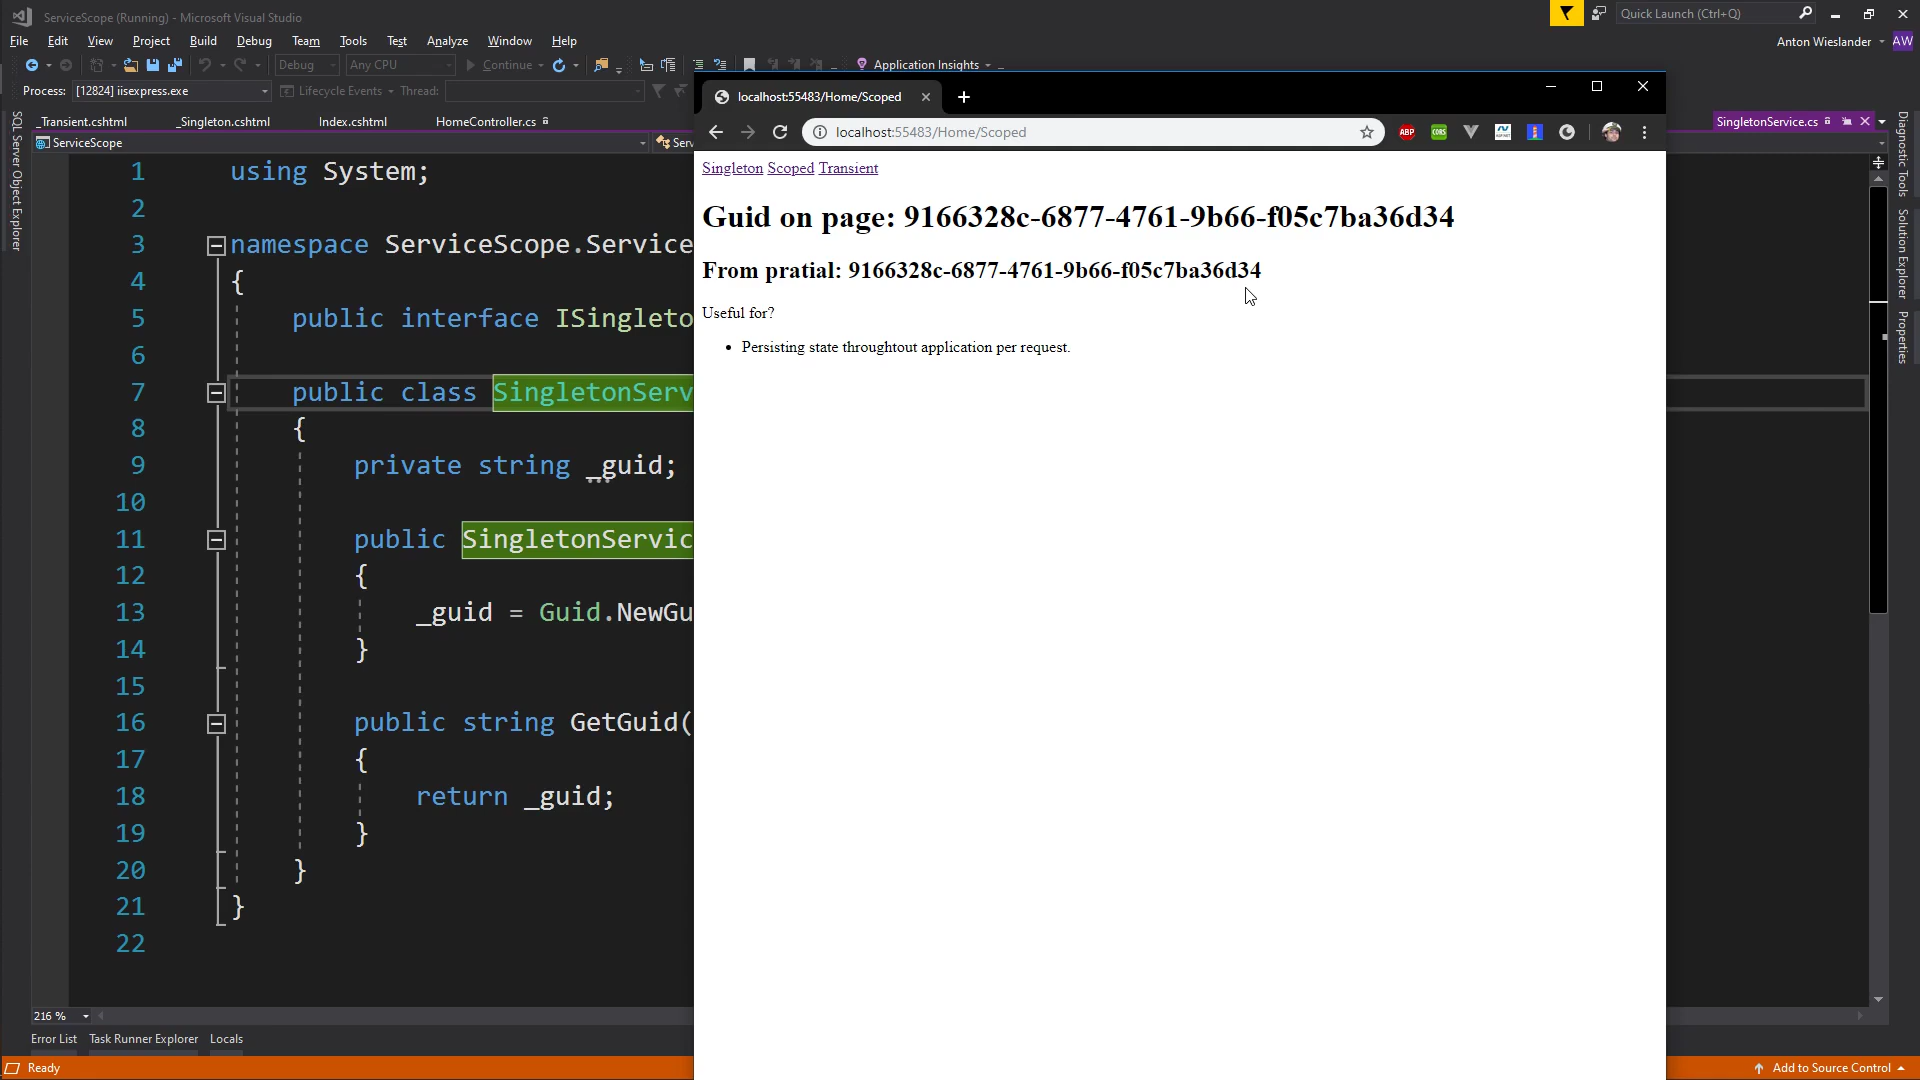 ServiceScope (Running) - Microsoft Visual Studio
Quick Launch (Ctrl+Q)
File Edit View Project Build Debug Team Tools Test Analyze Window Help
Anton Wieslander AW
Debug Any CPU Continue Application Insights
Process: [12824] iisexpress.exe Lifecycle Events Thread:
_Transient.cshtml _Singleton.cshtml Index.cshtml HomeController.cs SingletonService.cs
ServiceScope Serv
SQL Server Object Explorer
Diagnostic Tools
Solution Explorer
Properties
1 using System;
2
3 namespace ServiceScope.Service
4 {
5 public interface ISingleto
6
7 public class SingletonServ
8 {
9 private string _guid;
10
11 public SingletonServic
12 {
13 _guid = Guid.NewGu
14 }
15
16 public string GetGuid(
17 {
18 return _guid;
19 }
20 }
21 }
22
216 %
Error List Task Runner Explorer Locals
Ready
Add to Source Control
localhost:55483/Home/Scoped
localhost:55483/Home/Scoped
ABP CORS
Singleton Scoped Transient
Guid on page: 9166328c-6877-4761-9b66-f05c7ba36d34
From pratial: 9166328c-6877-4761-9b66-f05c7ba36d34
Useful for?
• Persisting state throughtout application per request.